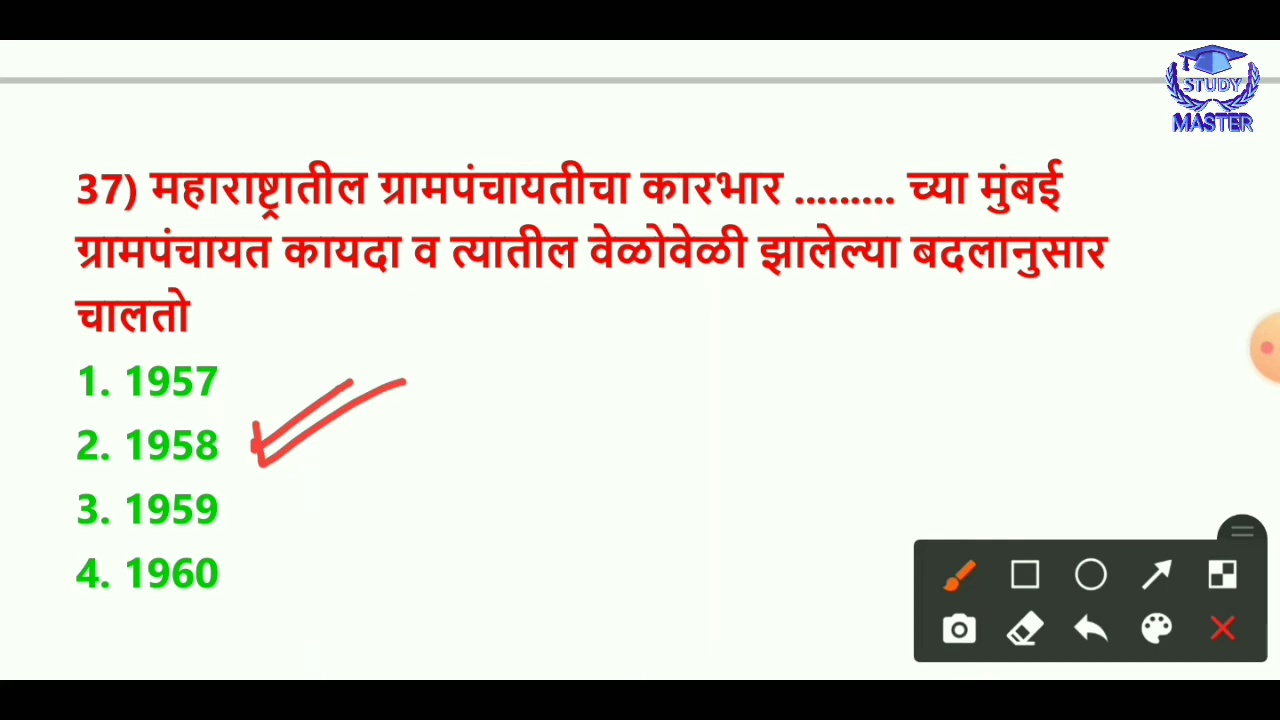 STUDY
MASTER
37) महाराष्ट्रातील ग्रामपंचायतीचा कारभार ......... च्या मुंबई
ग्रामपंचायत कायदा व त्यातील वेळोवेळी झालेल्या बदलानुसार
चालतो
1. 1957
2. 1958
3. 1959
4. 1960